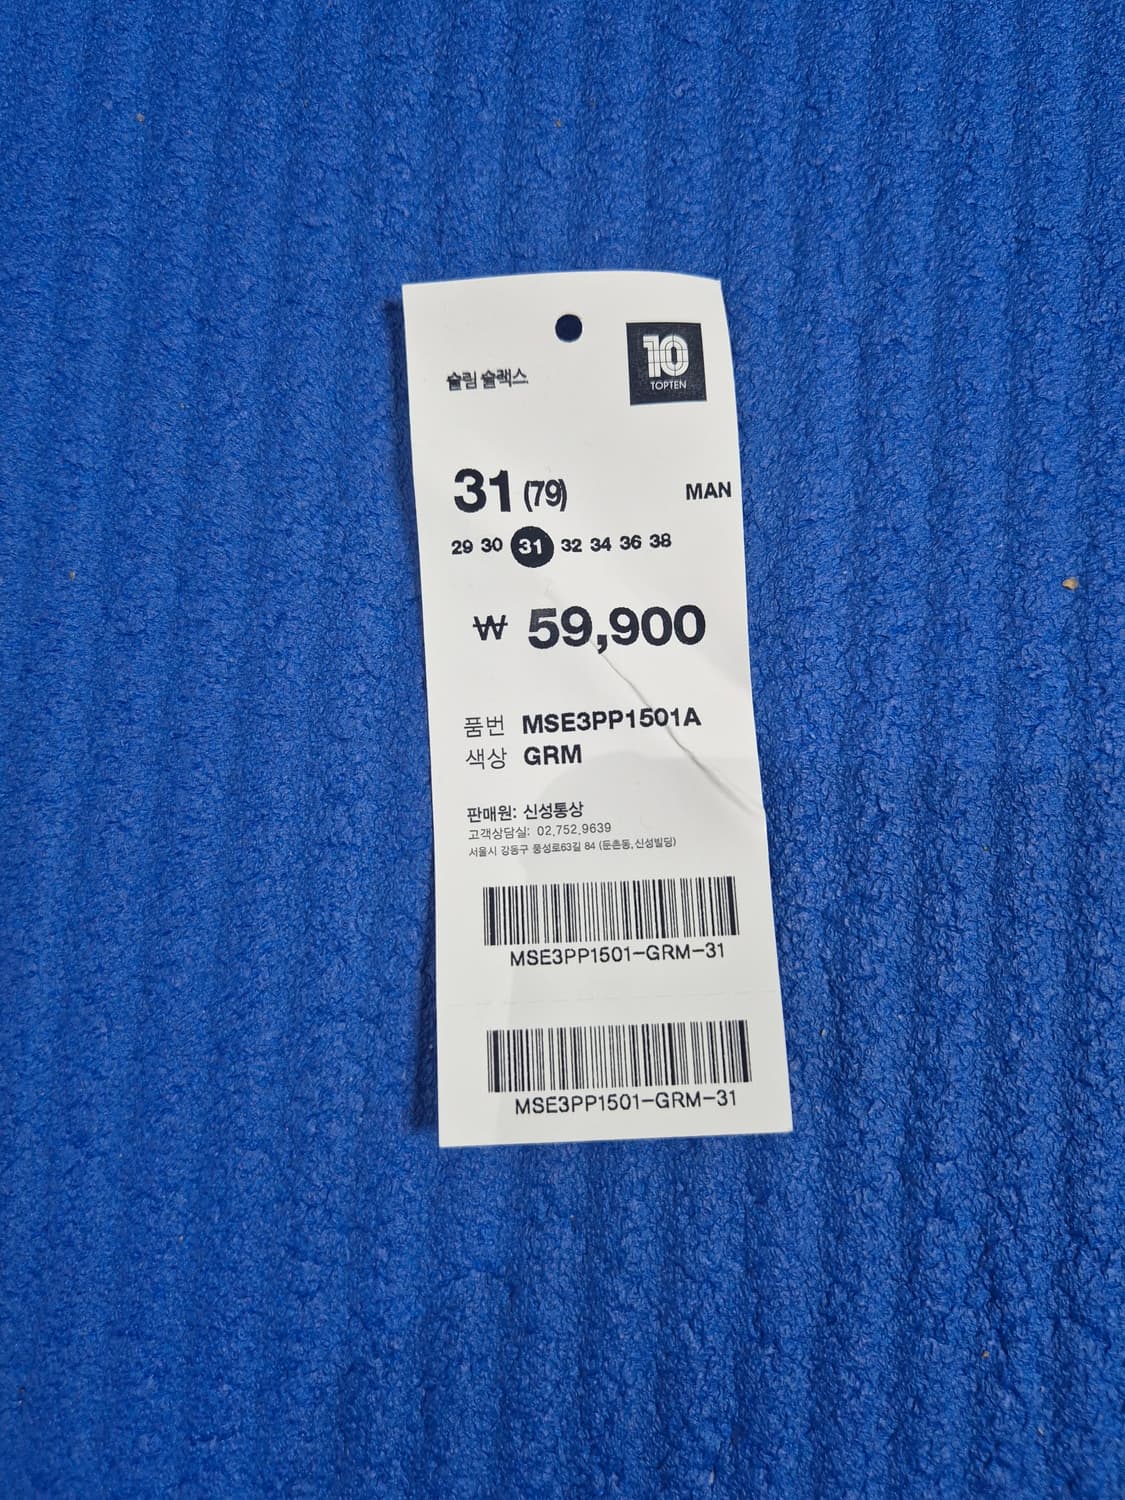 10
TOPTEN
슬림 슬랙스
31 (79)
MAN
29 30 31 32 34 36 38
₩ 59,900
품번 MSE3PP1501A
색상 GRM
판매원: 신성통상
고객상담실: 02.752.9639
서울시 강동구 풍성로63길 84 (둔촌동,신성빌딩)
MSE3PP1501-GRM-31
MSE3PP1501-GRM-31